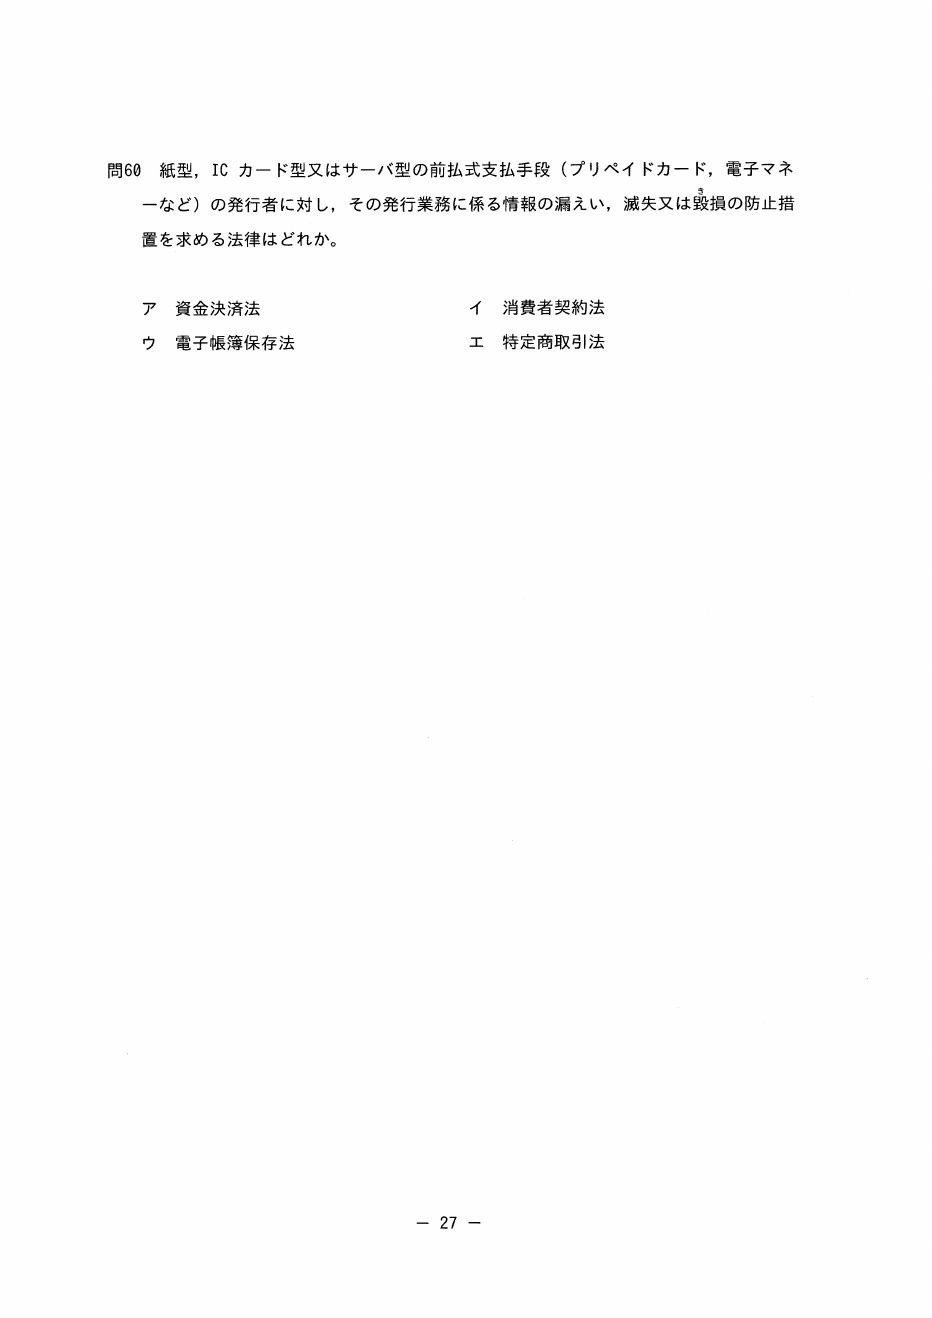 問60 紙型，IC カード型又はサーバ型の前払式支払手段（プリペイドカード，電子マネ
ーなど）の発行者に対し，その発行業務に係る情報の漏えい，滅失又は毀損の防止措
き
置を求める法律はどれか。
ア 資金決済法 イ 消費者契約法
ウ 電子帳簿保存法 エ 特定商取引法
― 27 ―